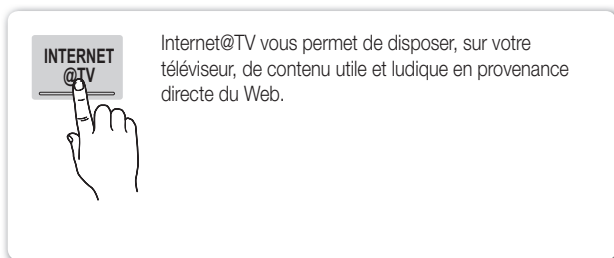 INTERNET
@TV
Internet@TV vous permet de disposer, sur votre
téléviseur, de contenu utile et ludique en provenance
directe du Web.